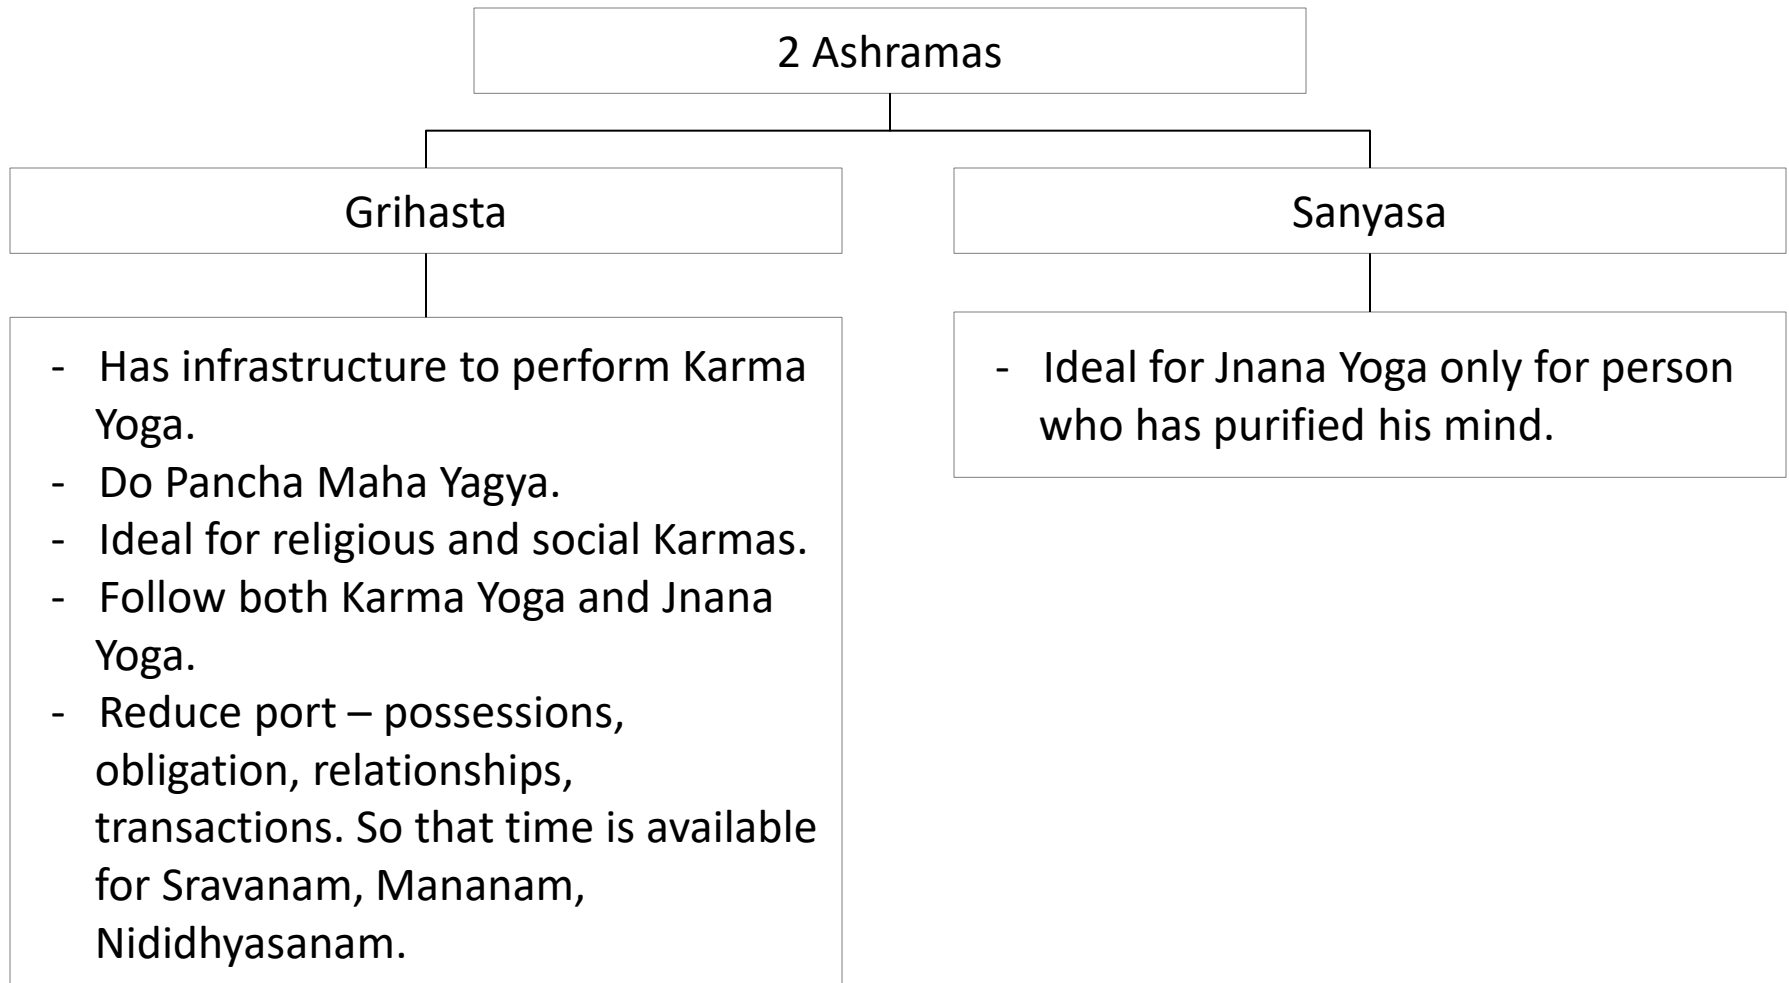 2 Ashramas
Grihasta
Sanyasa
- Has infrastructure to perform Karma
Yoga.
- Do Pancha Maha Yagya.
- Ideal for religious and social Karmas.
- Follow both Karma Yoga and Jnana
Yoga.
- Reduce port – possessions,
obligation, relationships,
transactions. So that time is available
for Sravanam, Mananam,
Nididhyasanam.
- Ideal for Jnana Yoga only for person
who has purified his mind.